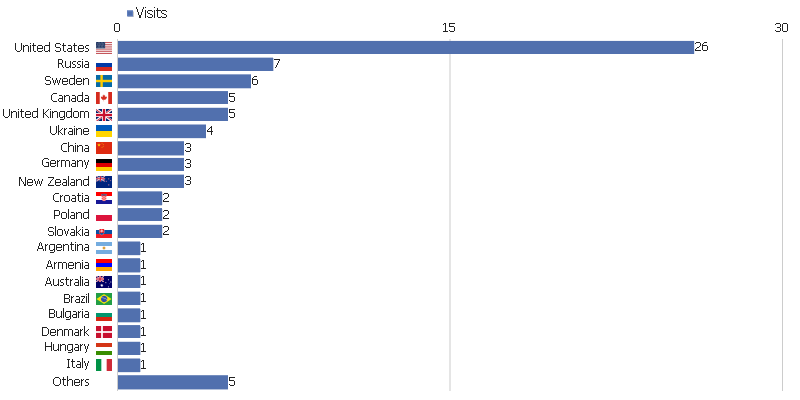 Visits
0 15 30
United States 26
Russia 7
Sweden 6
Canada 5
United Kingdom 5
Ukraine 4
China 3
Germany 3
New Zealand 3
Croatia 2
Poland 2
Slovakia 2
Argentina 1
Armenia 1
Australia 1
Brazil 1
Bulgaria 1
Denmark 1
Hungary 1
Italy 1
Others 5